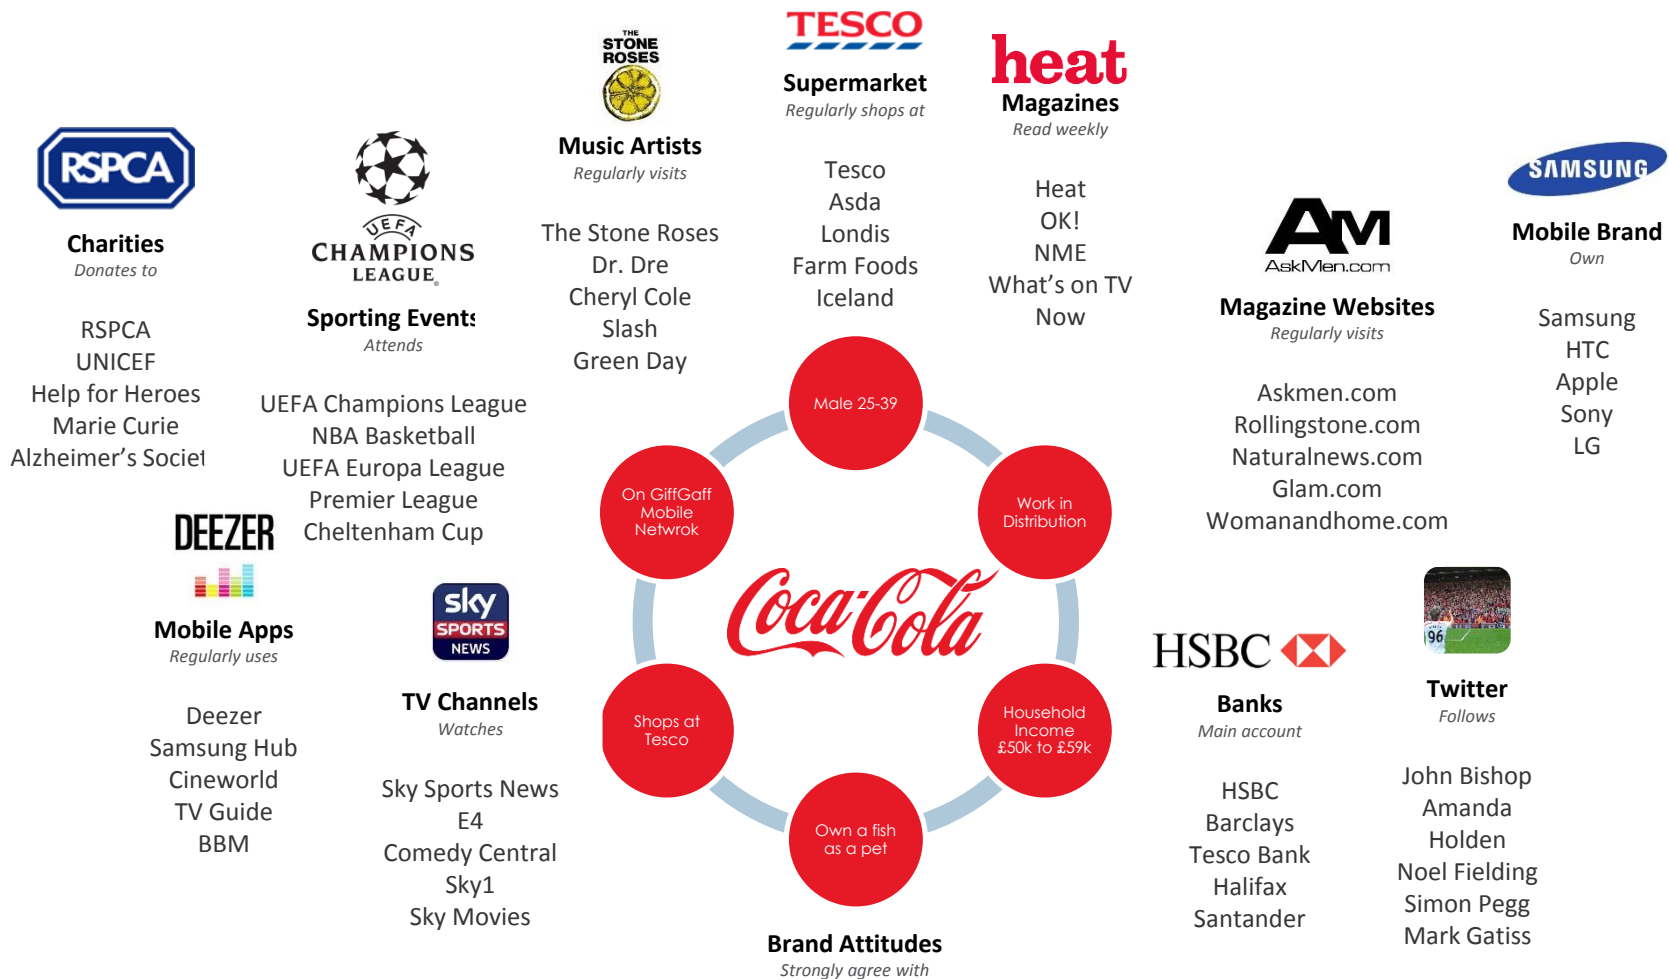 THE
STONE
ROSES
Music Artists
Regularly visits
The Stone Roses
Dr. Dre
Cheryl Cole
Slash
Green Day
TESCO
Supermarket
Regularly shops at
Tesco
Asda
Londis
Farm Foods
Iceland
heat
Magazines
Read weekly
Heat
OK!
NME
What's on TV
Now
RSPCA
Charities
Donates to
RSPCA
UNICEF
Help for Heroes
Marie Curie
Alzheimer's Societ
UEFA
CHAMPIONS
LEAGUE®
Sporting Events
Attends
UEFA Champions League
NBA Basketball
UEFA Europa League
Premier League
Cheltenham Cup
AM
AskMen.com
Magazine Websites
Regularly visits
Askmen.com
Rollingstone.com
Naturalnews.com
Glam.com
Womanandhome.com
SAMSUNG
Mobile Brand
Own
Samsung
HTC
Apple
Sony
LG
Male 25-39
On GiffGaff
Mobile
Netwrok
Work in
Distribution
Coca-Cola
Shops at
Tesco
Household
Income
£50k to £59k
Own a fish
as a pet
DEEZER
Mobile Apps
Regularly uses
Deezer
Samsung Hub
Cineworld
TV Guide
BBM
sky
SPORTS
NEWS
TV Channels
Watches
Sky Sports News
E4
Comedy Central
Sky1
Sky Movies
HSBC
Banks
Main account
HSBC
Barclays
Tesco Bank
Halifax
Santander
96
Twitter
Follows
John Bishop
Amanda
Holden
Noel Fielding
Simon Pegg
Mark Gatiss
Brand Attitudes
Strongly agree with